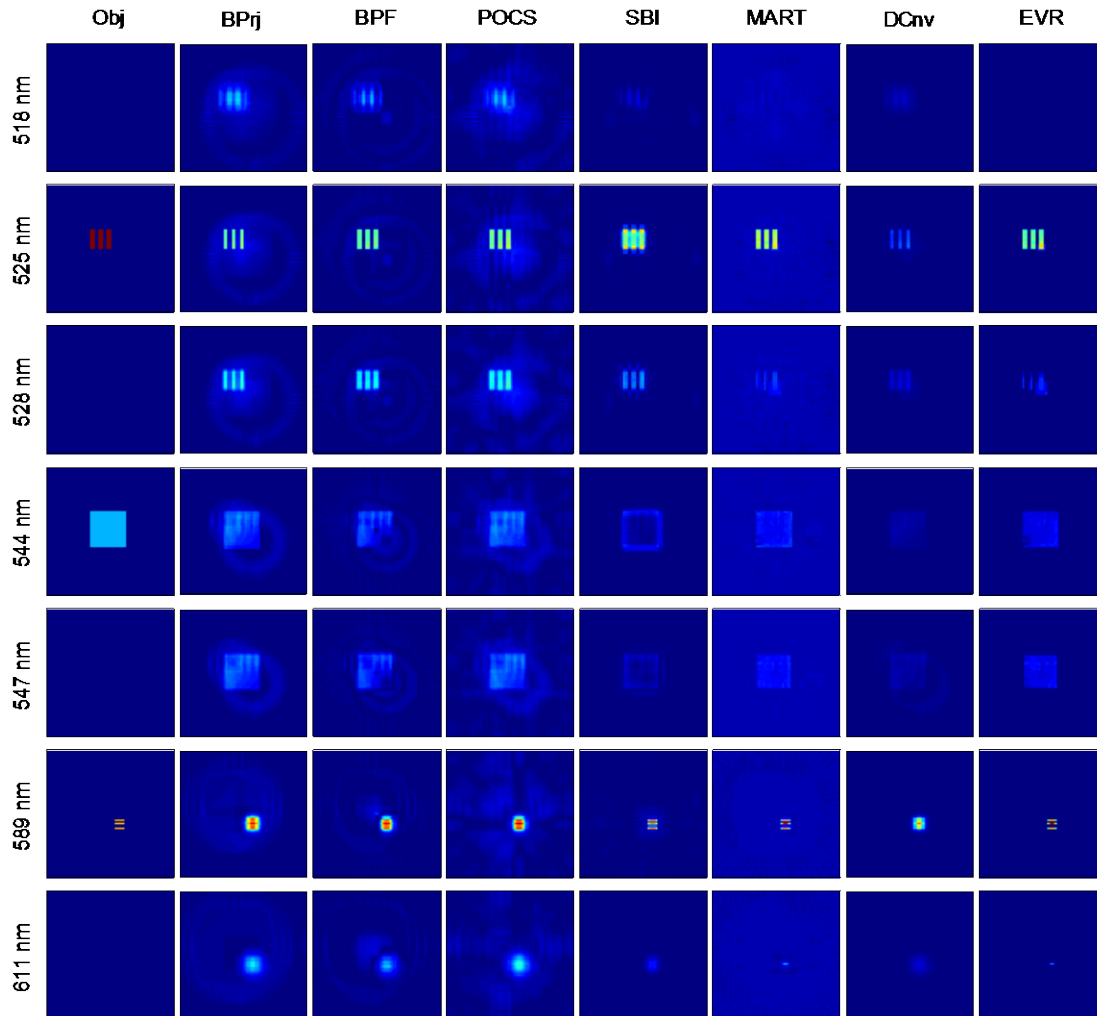 Obj BPrj BPF POCS SBI MART DCnv EVR
518 nm
525 nm
528 nm
544 nm
547 nm
589 nm
611 nm